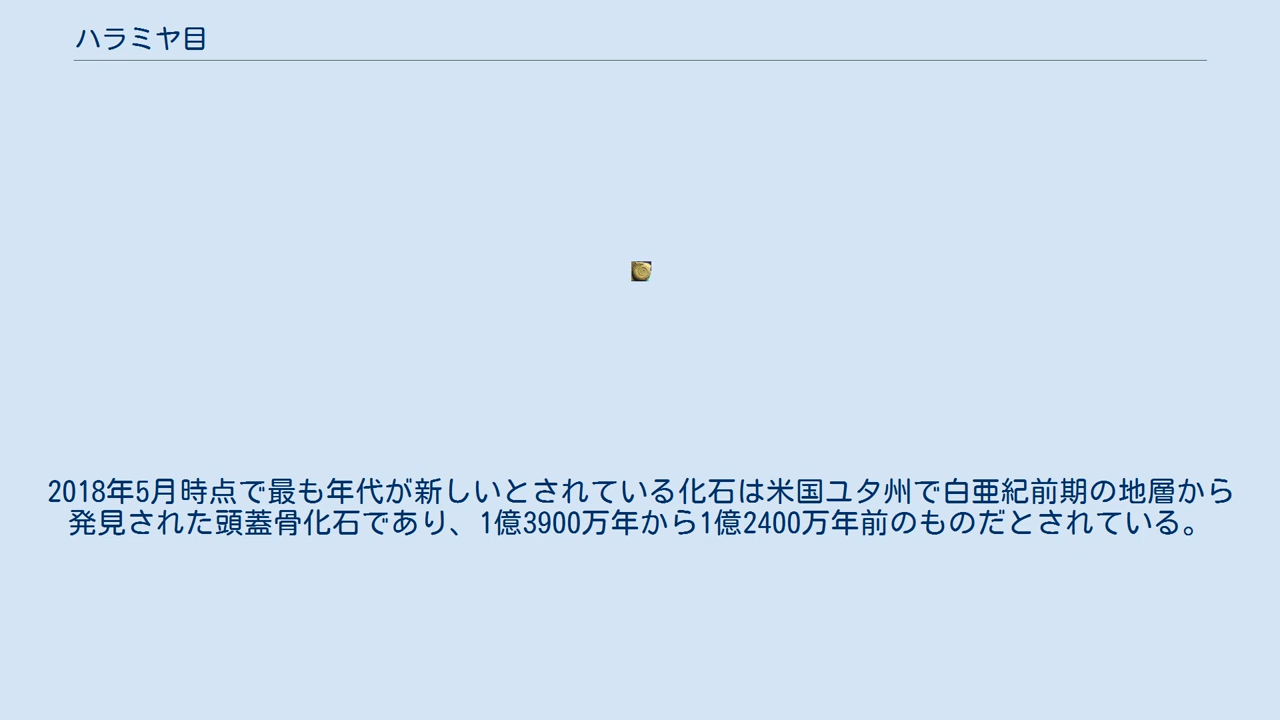 ハラミヤ目
2018年5月時点で最も年代が新しいとされている化石は米国ユタ州で白亜紀前期の地層から
発見された頭蓋骨化石であり、1億3900万年から1億2400万年前のものだとされている。